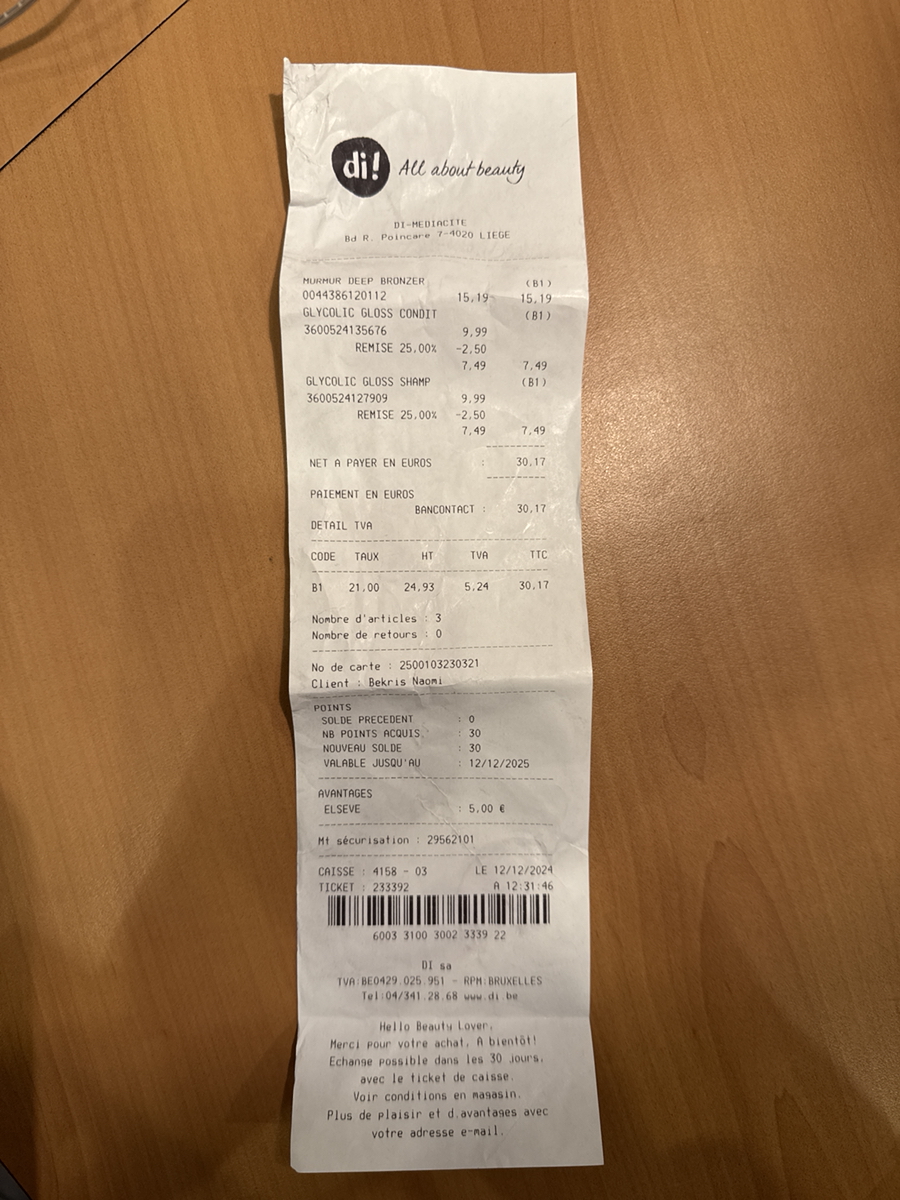 di! All about beauty
DI-MEDIACITE
Bd R. Poincare 7-4020 LIEGE
MURMUR DEEP BRONZER (B1)
0044386120112 15,19 15,19
GLYCOLIC GLOSS CONDIT (B1)
3600524135676 9,99
REMISE 25,00% -2,50
7,49 7,49
GLYCOLIC GLOSS SHAMP (B1)
3600524127909 9,99
REMISE 25,00% -2,50
7,49 7,49
NET A PAYER EN EUROS : 30,17
PAIEMENT EN EUROS
BANCONTACT : 30,17
DETAIL TVA
CODE TAUX HT TVA TTC
B1 21,00 24,93 5,24 30,17
Nombre d'articles : 3
Nombre de retours : 0
No de carte : 2500103230321
Client : Bekris Naomi
POINTS
SOLDE PRECEDENT : 0
NB POINTS ACQUIS. : 30
NOUVEAU SOLDE : 30
VALABLE JUSQU'AU : 12/12/2025
AVANTAGES
ELSEVE : 5,00 €
Mt sécurisation : 29562101
CAISSE : 4158 - 03 LE 12/12/2024
TICKET : 233392 A 12:31:46
6003 3100 3002 3339 22
DI sa
TVA:BE0429.025.951 - RPM:BRUXELLES
Tel:04/341.28.68 www.di.be
Hello Beauty Lover,
Merci pour votre achat, A bientôt!
Echange possible dans les 30 jours,
avec le ticket de caisse.
Voir conditions en magasin.
Plus de plaisir et d.avantages avec
votre adresse e-mail.